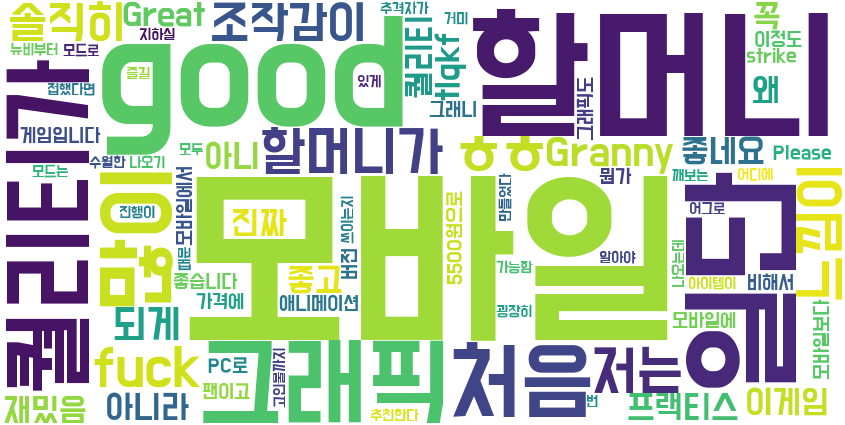 솔직히
Great
조작감이
추격자가
거미
할머니
꼭
이정도
strike
뉴비부터
모드로
지하실
good
퀄리티
tlqkf
그래픽도
왜
접했다면
즐길
있게
그래니
퀄리티가
게임입니다
모두
아니
할머니가
ㅎㅎ
Granny
좋네요
Please
모드는
수월한
나오기
뭔가
깨보는
어디에
이
함
진행이
모바일에서
진짜
모바일
쓰이는지
5500원으로
만들었다
어그로
느낌이
좋습니다
좋고
버전
가능함
알아야
나오는데
아이템이
비해서
가격에
애니메이션
굉장히
되게
모바일에
모바일보다
fuck
PC로
그래픽
처음
저는
팬이고
고인물까지
재밌음
아니라
추천한다
번
프랙티스
이게임